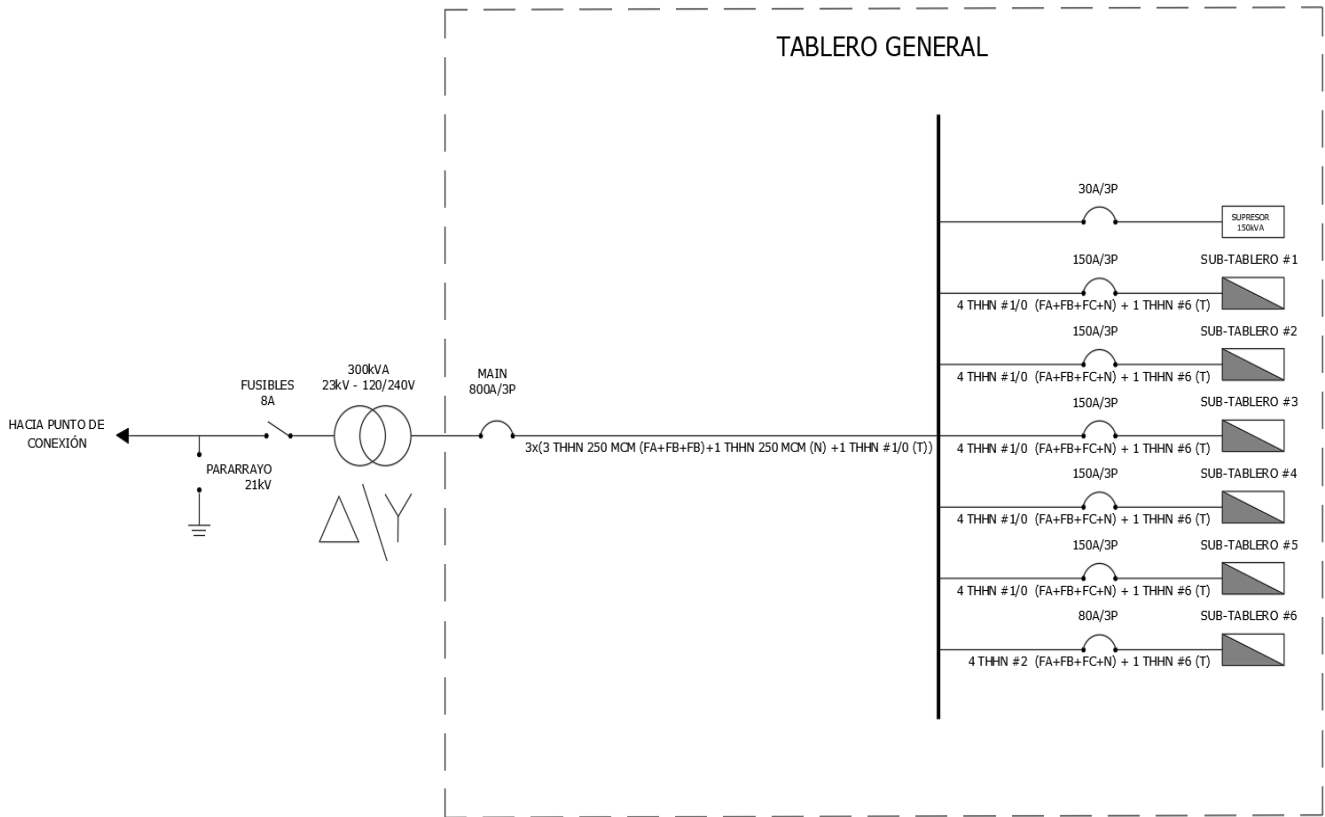 TABLERO GENERAL
30A/3P
SUPRESOR
150kVA
150A/3P
SUB-TABLERO #1
4 THHN #1/0 (FA+FB+FC+N) + 1 THHN #6 (T)
150A/3P
SUB-TABLERO #2
4 THHN #1/0 (FA+FB+FC+N) + 1 THHN #6 (T)
300kVA
23kV - 120/240V
MAIN
800A/3P
FUSIBLES
8A
150A/3P
SUB-TABLERO #3
HACIA PUNTO DE
CONEXIÓN
3x(3 THHN 250 MCM (FA+FB+FB)+1 THHN 250 MCM (N) +1 THHN #1/0 (T))
4 THHN #1/0 (FA+FB+FC+N) + 1 THHN #6 (T)
PARARRAYO
21kV
150A/3P
SUB-TABLERO #4
4 THHN #1/0 (FA+FB+FC+N) + 1 THHN #6 (T)
150A/3P
SUB-TABLERO #5
4 THHN #1/0 (FA+FB+FC+N) + 1 THHN #6 (T)
80A/3P
SUB-TABLERO #6
4 THHN #2 (FA+FB+FC+N) + 1 THHN #6 (T)